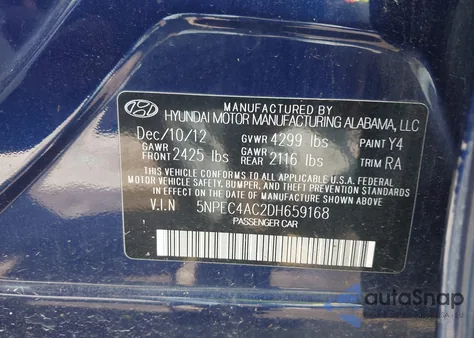 MANUFACTURED BY
HYUNDAI MOTOR MANUFACTURING ALABAMA, LLC
Dec/10/12 GVWR 4299 lbs PAINT Y4
GAWR FRONT 2425 lbs GAWR REAR 2116 lbs TRIM RA
THIS VEHICLE CONFORMS TO ALL APPLICABLE U.S.A. FEDERAL
SAFETY, BUMPER, AND THEFT PREVENTION STANDARDS
IN EFFECT ON THE DATE OF MANUFACTURE SHOWN ABOVE.
V.I.N 5NPEC4AC2DH659168
PASSENGER CAR
autoSnap